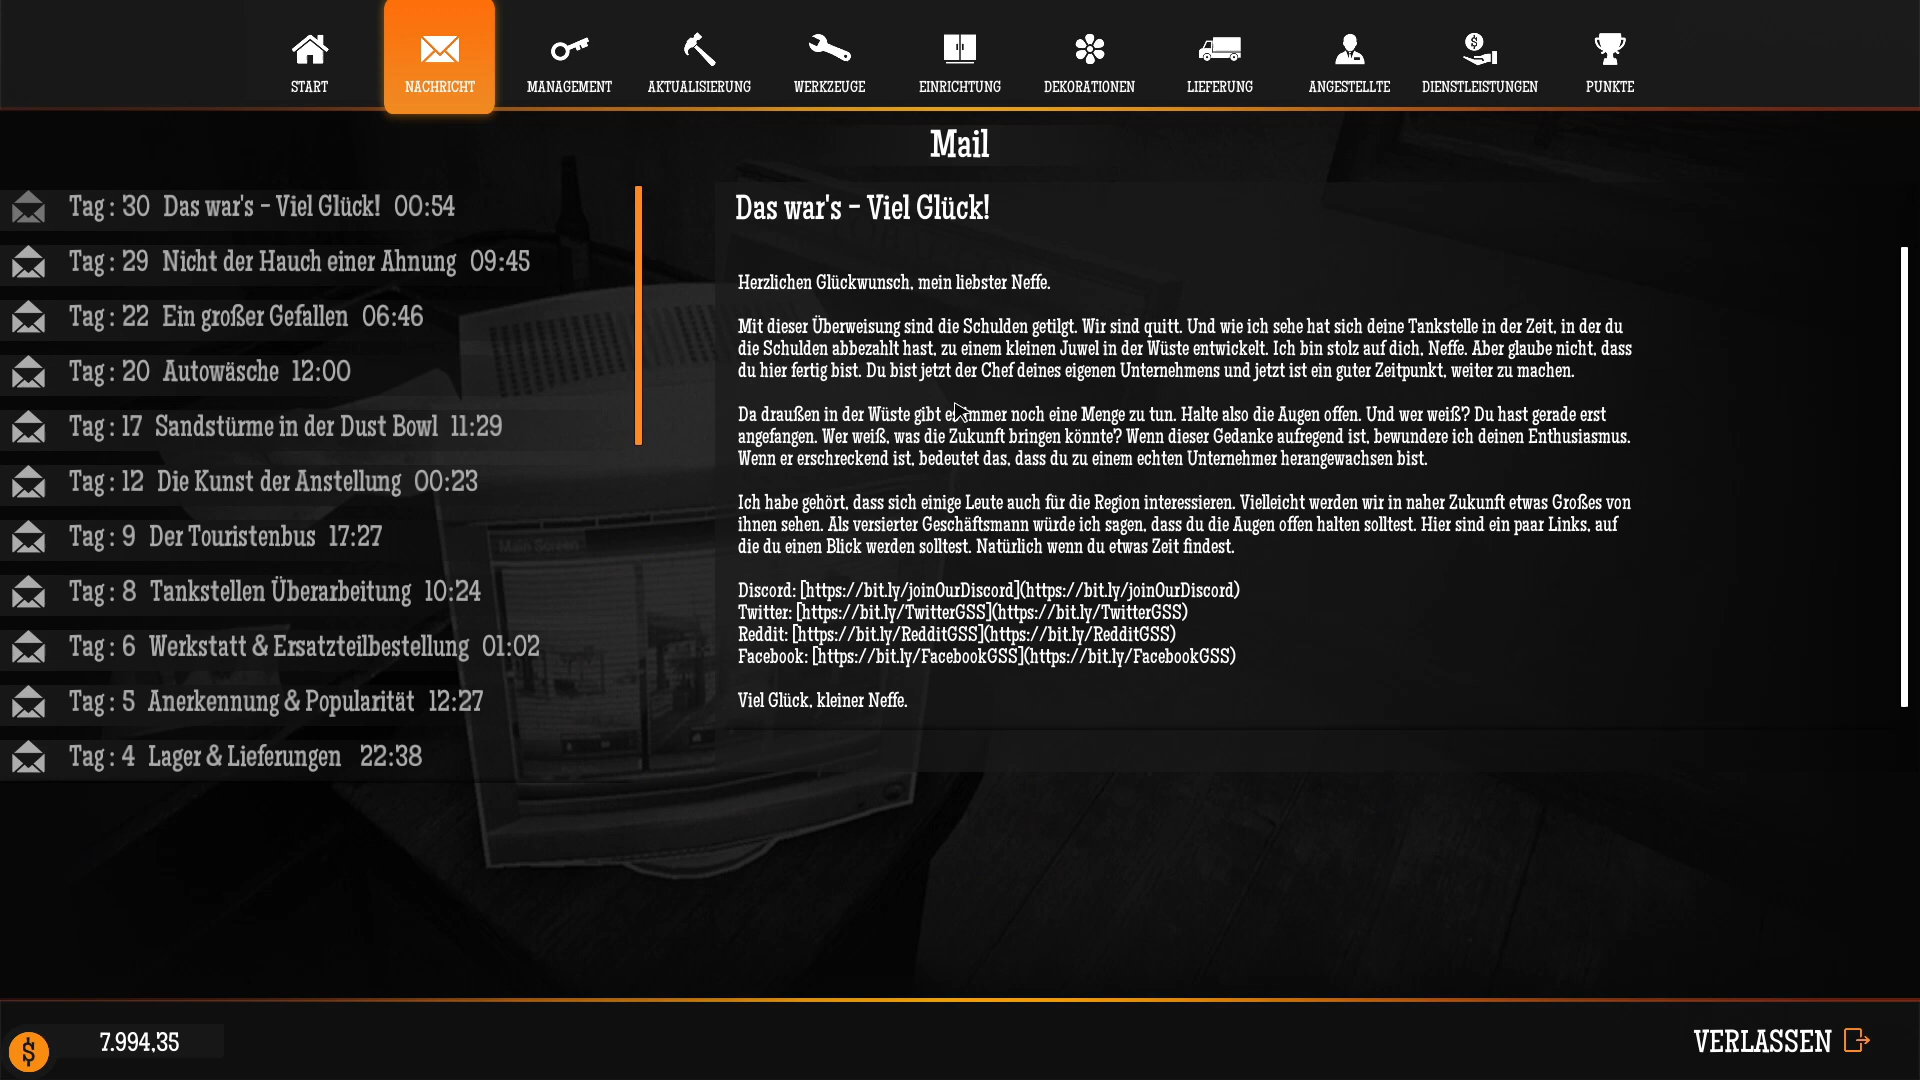 START
NACHRICHT
MANAGEMENT
AKTUALISIERUNG
WERKZEUGE
EINRICHTUNG
DEKORATIONEN
LIEFERUNG
ANGESTELLTE
DIENSTLEISTUNGEN
PUNKTE
Mail
Tag : 30 Das war's - Viel Glück! 00:54
Tag : 29 Nicht der Hauch einer Ahnung 09:45
Tag : 22 Ein großer Gefallen 06:46
Tag : 20 Autowäsche 12:00
Tag : 17 Sandstürme in der Dust Bowl 11:29
Tag : 12 Die Kunst der Anstellung 00:23
Tag : 9 Der Touristenbus 17:27
Tag : 8 Tankstellen Überarbeitung 10:24
Tag : 6 Werkstatt & Ersatzteilbestellung 01:02
Tag : 5 Anerkennung & Popularität 12:27
Tag : 4 Lager & Lieferungen 22:38
Das war's - Viel Glück!
Herzlichen Glückwunsch, mein liebster Neffe.
Mit dieser Überweisung sind die Schulden getilgt. Wir sind quitt. Und wie ich sehe hat sich deine Tankstelle in der Zeit, in der du
die Schulden abbezahlt hast, zu einem kleinen Juwel in der Wüste entwickelt. Ich bin stolz auf dich, Neffe. Aber glaube nicht, dass
du hier fertig bist. Du bist jetzt der Chef deines eigenen Unternehmens und jetzt ist ein guter Zeitpunkt, weiter zu machen.
Da draußen in der Wüste gibt es immer noch eine Menge zu tun. Halte also die Augen offen. Und wer weiß? Du hast gerade erst
angefangen. Wer weiß, was die Zukunft bringen könnte? Wenn dieser Gedanke aufregend ist, bewundere ich deinen Enthusiasmus.
Wenn er erschreckend ist, bedeutet das, dass du zu einem echten Unternehmer herangewachsen bist.
Ich habe gehört, dass sich einige Leute auch für die Region interessieren. Vielleicht werden wir in naher Zukunft etwas Großes von
ihnen sehen. Als versierter Geschäftsmann würde ich sagen, dass du die Augen offen halten solltest. Hier sind ein paar Links, auf
die du einen Blick werden solltest. Natürlich wenn du etwas Zeit findest.
Discord: [https://bit.ly/joinOurDiscord](https://bit.ly/joinOurDiscord)
Twitter: [https://bit.ly/TwitterGSS](https://bit.ly/TwitterGSS)
Reddit: [https://bit.ly/RedditGSS](https://bit.ly/RedditGSS)
Facebook: [https://bit.ly/FacebookGSS](https://bit.ly/FacebookGSS)
Viel Glück, kleiner Neffe.
Main Screen
$ 7.994,35
VERLASSEN